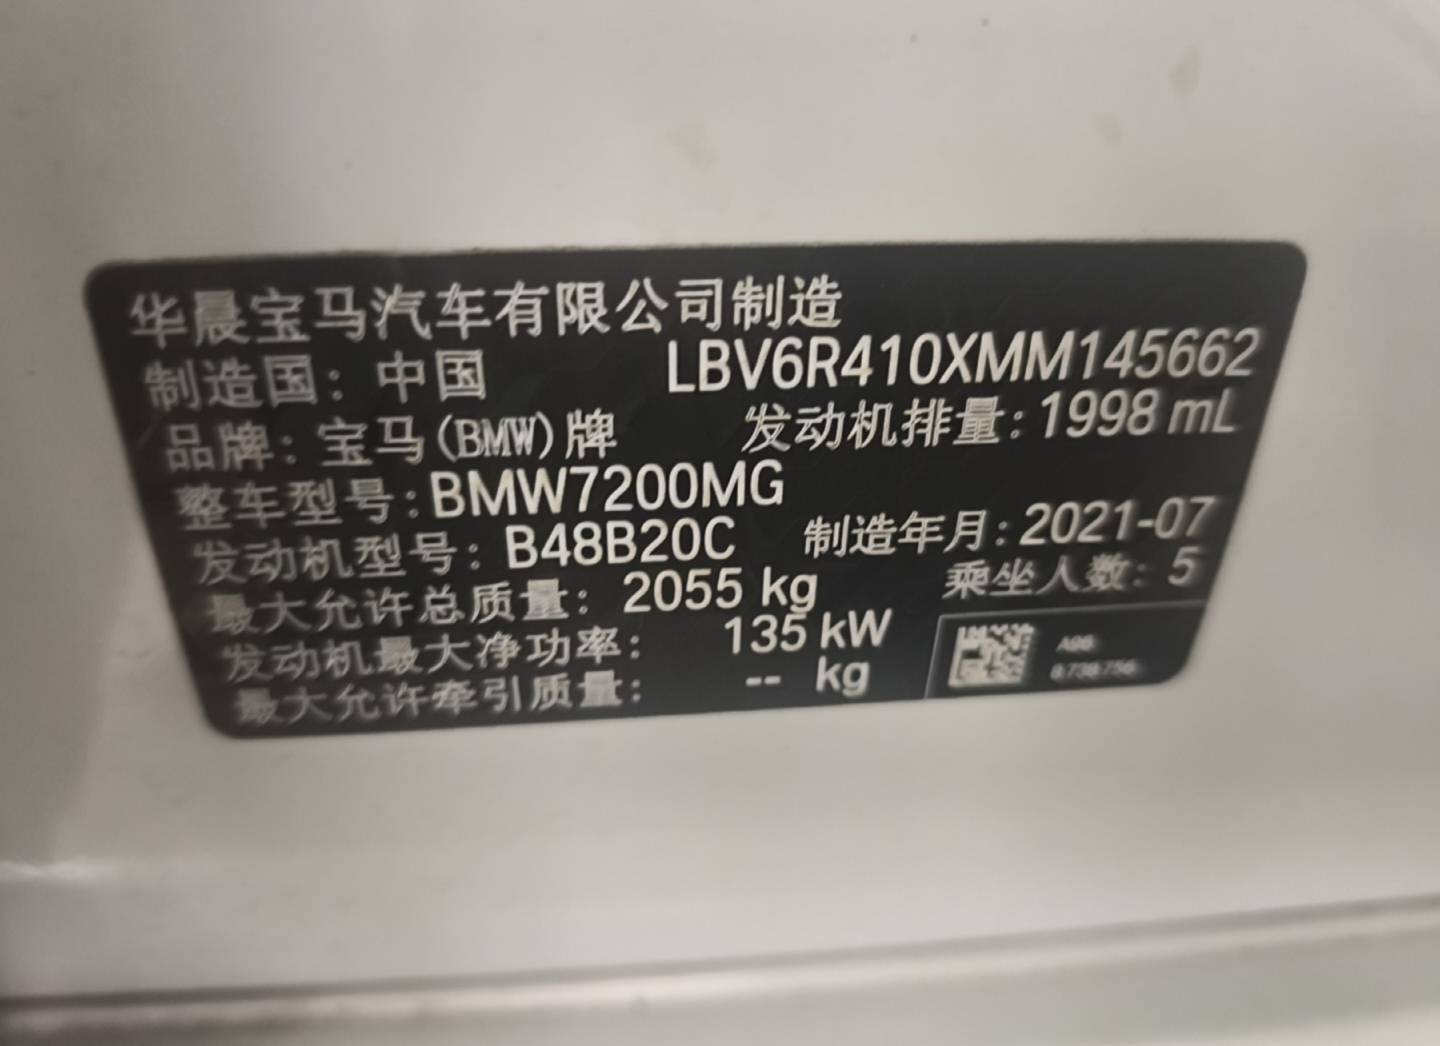 华晨宝马汽车有限公司制造
制造国：中国 LBV6R410XMM145662
品牌：宝马(BMW)牌 发动机排量：1998 mL
整车型号：BMW7200MG
发动机型号：B48B20C 制造年月：2021-07
最大允许总质量：2055 kg 乘坐人数：5
发动机最大净功率：135 kW
最大允许牵引质量：-- kg
A96
8.738.756